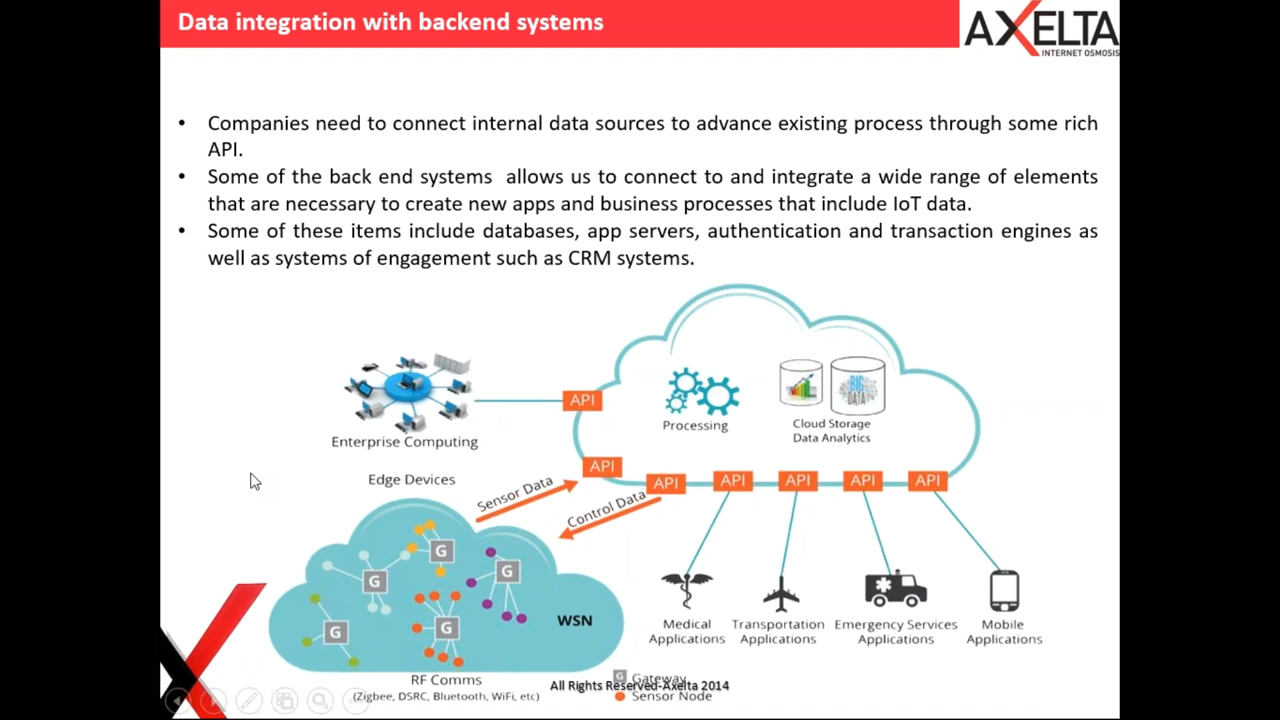 Data integration with backend systems
AXELTA
INTERNET OSMOSIS
• Companies need to connect internal data sources to advance existing process through some rich
API.
• Some of the back end systems allows us to connect to and integrate a wide range of elements
that are necessary to create new apps and business processes that include IoT data.
• Some of these items include databases, app servers, authentication and transaction engines as
well as systems of engagement such as CRM systems.
Enterprise Computing
API
Processing
BIG
DATA
Cloud Storage
Data Analytics
Edge Devices
Sensor Data
API
Control Data
API
API
API
API
API
G
G
G
G
G
WSN
Medical
Applications
Transportation
Applications
Emergency Services
Applications
Mobile
Applications
RF Comms
(Zigbee, DSRC, Bluetooth, WiFi, etc)
G Gateway
Sensor Node
All Rights Reserved-Axelta 2014